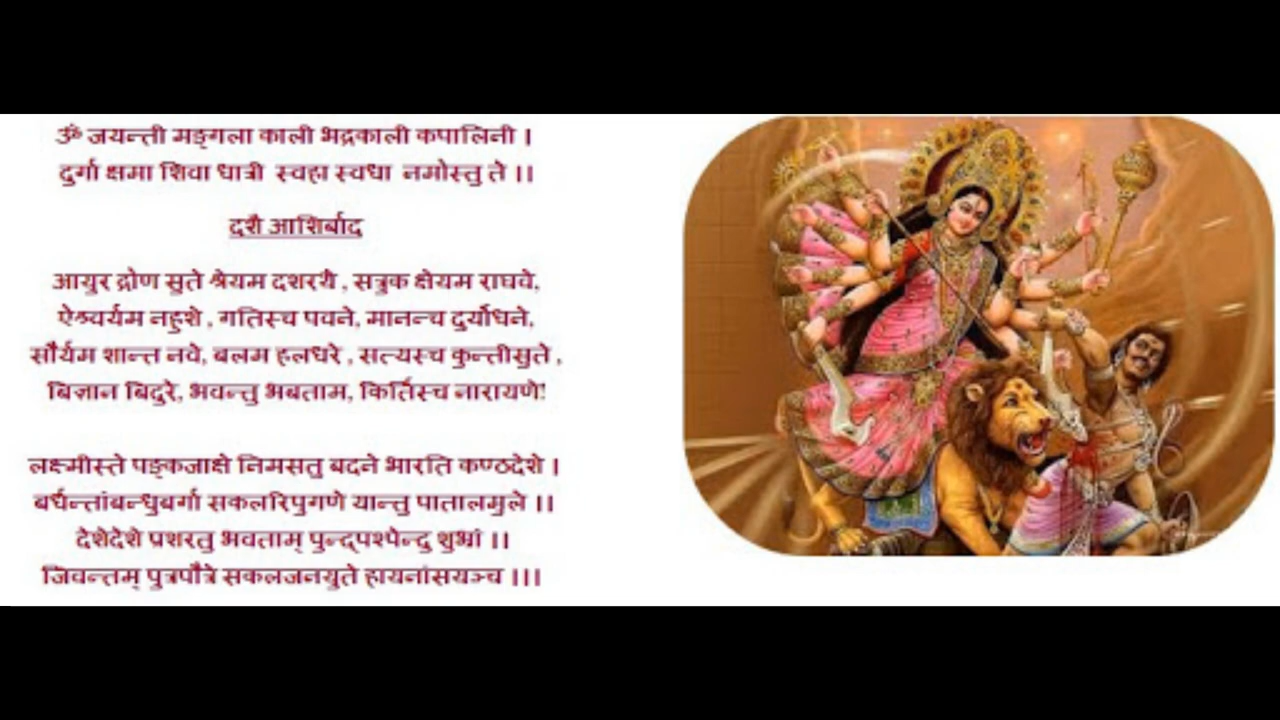 ॐ जयन्ती मङ्गला काली भद्रकाली कपालिनी ।
दुर्गा क्षमा शिवा धात्री स्वहा स्वधा नमोस्तु ते ।।
दशै आशिर्बाद
आयुर द्रोण सुते श्रेयम दशरथै , सत्रुक क्षेयम राघवे,
ऐश्वर्यम नहुशे , गतिस्च पवने, मानन्च दुर्योधने,
सौर्यम शान्त नवे, बलम हलधरे , सत्यस्च कुन्तीसुते ,
बिज्ञान बिदुरे, भवन्तु भबताम, किर्तिस्च नारायणे!
लक्ष्मीस्ते पङ्कजाक्षे निमसतु बदने भारति कण्ठदेशे ।
बर्धन्तांबन्धुबर्गा सकलरिपुगणे यान्तु पातालमुले ।।
देशेदेशे प्रशरतु भवताम् पुन्द्पश्पेन्दु शुभ्रां ।।
जिवन्तम् पुत्रपौत्रे सकलजनयुते हायनांसयञ्च ।।।